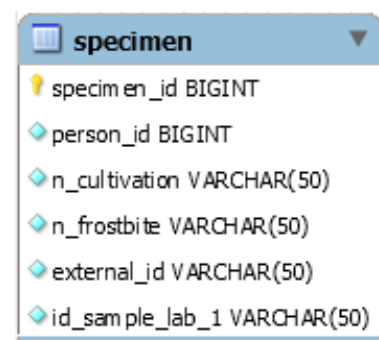 specimen
specimen_id BIGINT
person_id BIGINT
n_cultivation VARCHAR(50)
n_frostbite VARCHAR(50)
external_id VARCHAR(50)
id_sample_lab_1 VARCHAR(50)